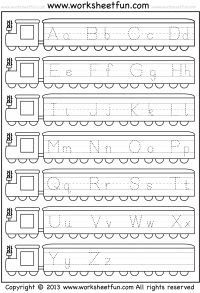 www.worksheetfun.com
Aa Bb Cc Dd
Ee Ff Gg Hh
Ii Jj Kk Ll
Mm Nn Oo Pp
Qq Rr Ss Tt
Uu Vv Ww Xx
Yy Zz
Copyright © 2013 www.worksheetfun.com All rights reserved